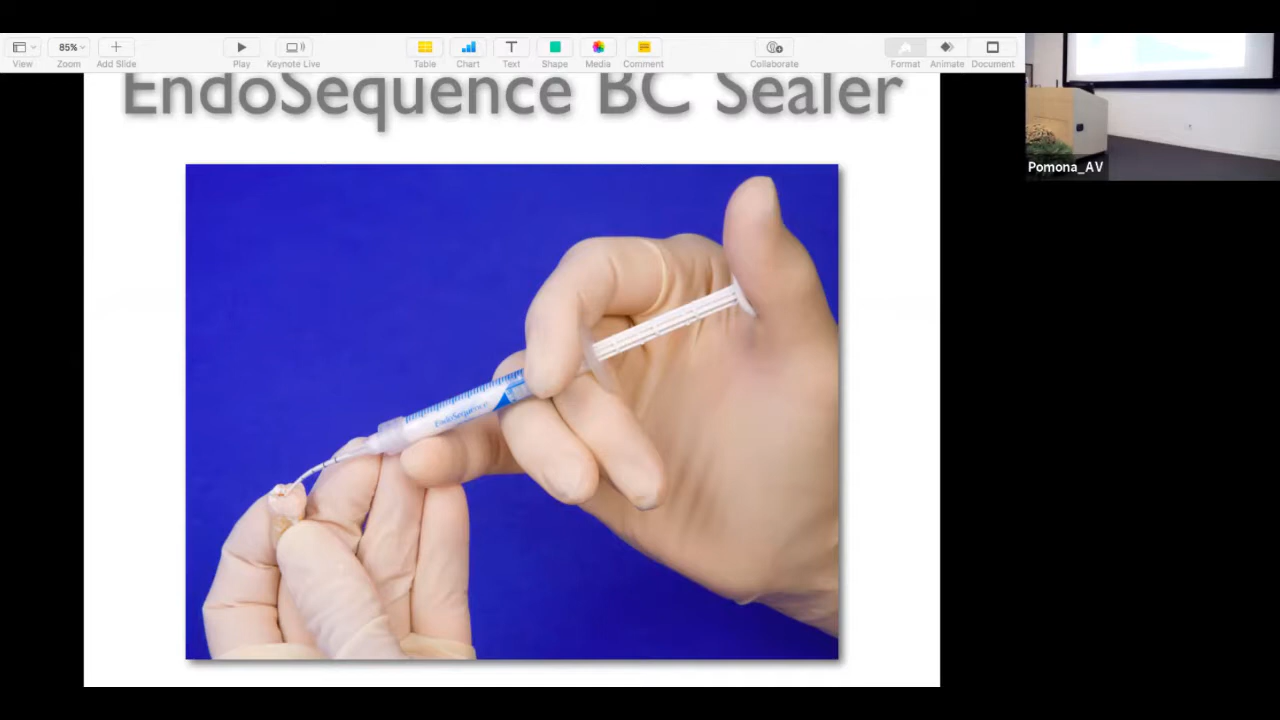 85%
View
Zoom
Add Slide
Play
Keynote Live
Table
Chart
Text
Shape
Media
Comment
Collaborate
Format
Animate
Document
EndoSequence BC Sealer
EndoSequence
Pomona_AV